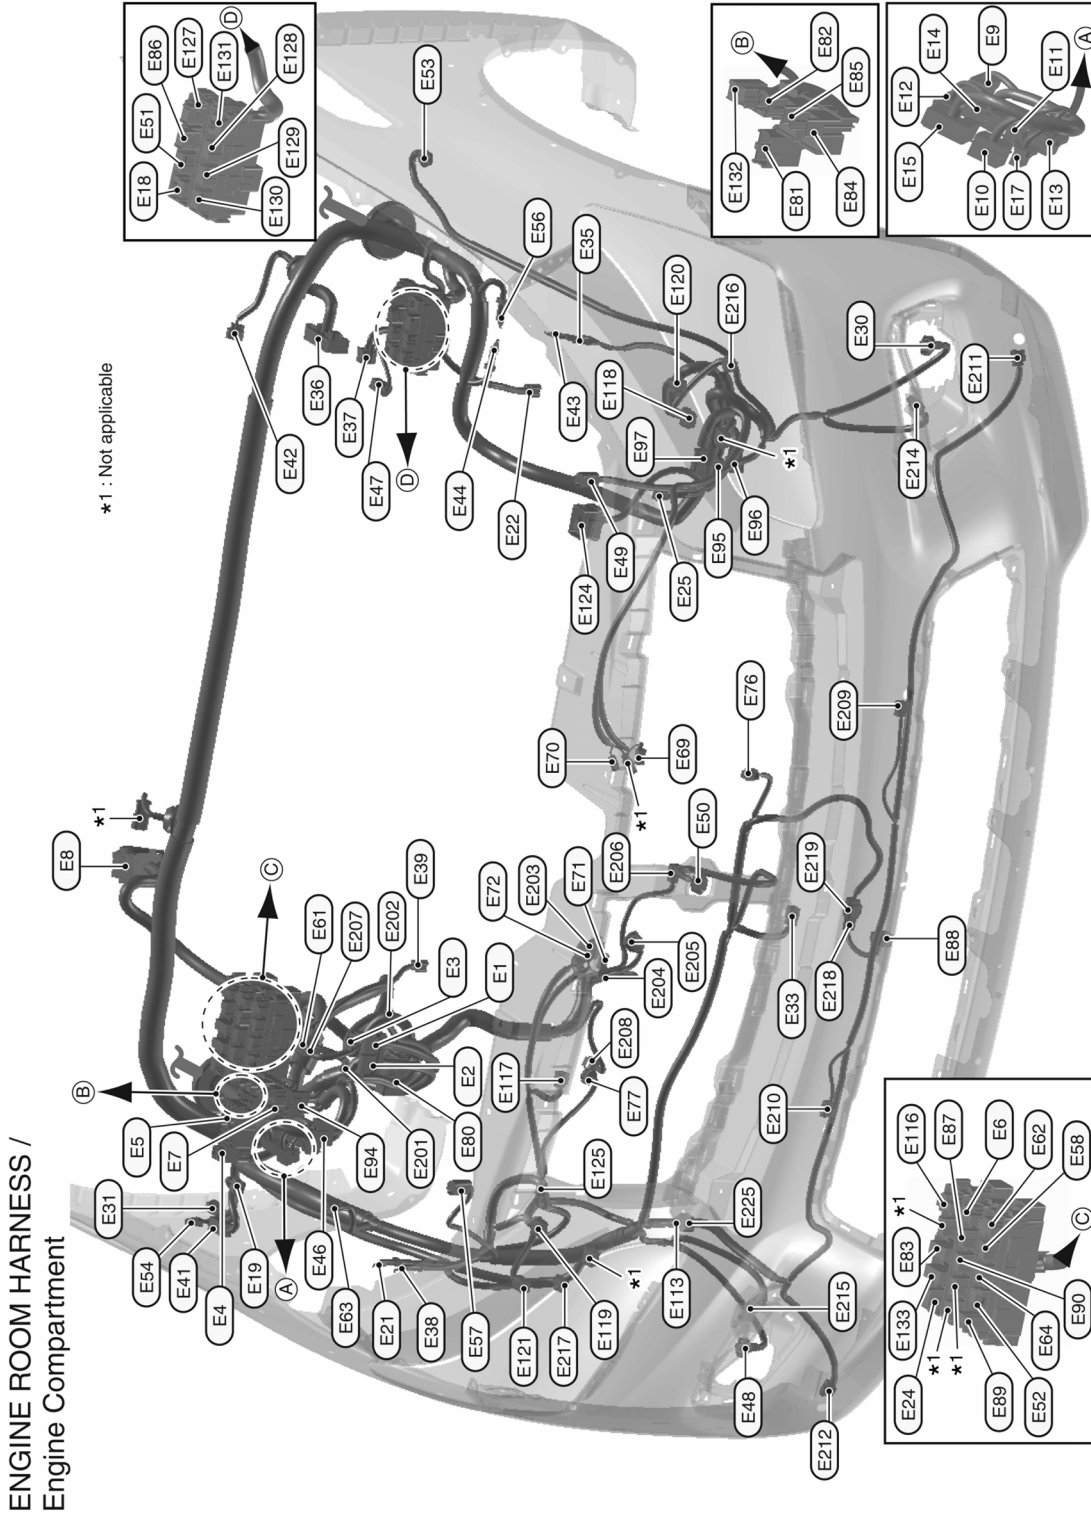 ENGINE ROOM HARNESS /
Engine Compartment
*1 : Not applicable
E8
*1
B
E5
E7
E31
E54
E41
E19
E4
A
E46
E63
E21
E38
E57
E121
E217
E119
*1
E94
E201
E80
E2
E1
E3
E39
E202
E207
E61
C
E42
E36
E37
E47
D
E44
E22
E53
E56
E35
E43
E118
E120
E216
E97
*1
E96
E95
E25
E49
E124
E70
E69
*1
E76
E72
E203
E71
E206
E50
E204
E205
E208
E77
E117
E125
E225
E113
E215
E48
E212
E210
E33
E218
E219
E88
E209
E30
E211
E214
E18
E51
E86
E127
D
E131
E128
E129
E130
E132
B
E82
E85
E84
E81
E15
E12
E14
E9
E11
A
E13
E17
E10
E24
E133
E83
*1
E116
E87
E6
E62
E58
C
E90
E64
E52
E89
*1
*1